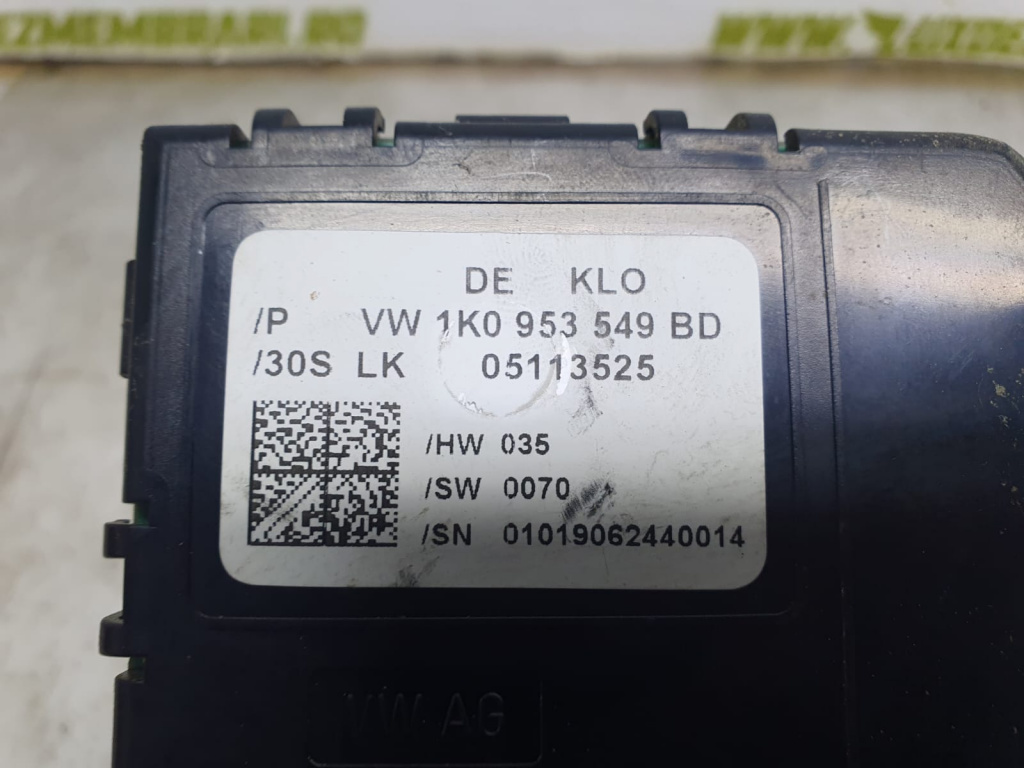 DE KLO
/P VW 1K0 953 549 BD
/30S LK 05113525
/HW 035
/SW 0070
/SN 01019062440014
VW AG